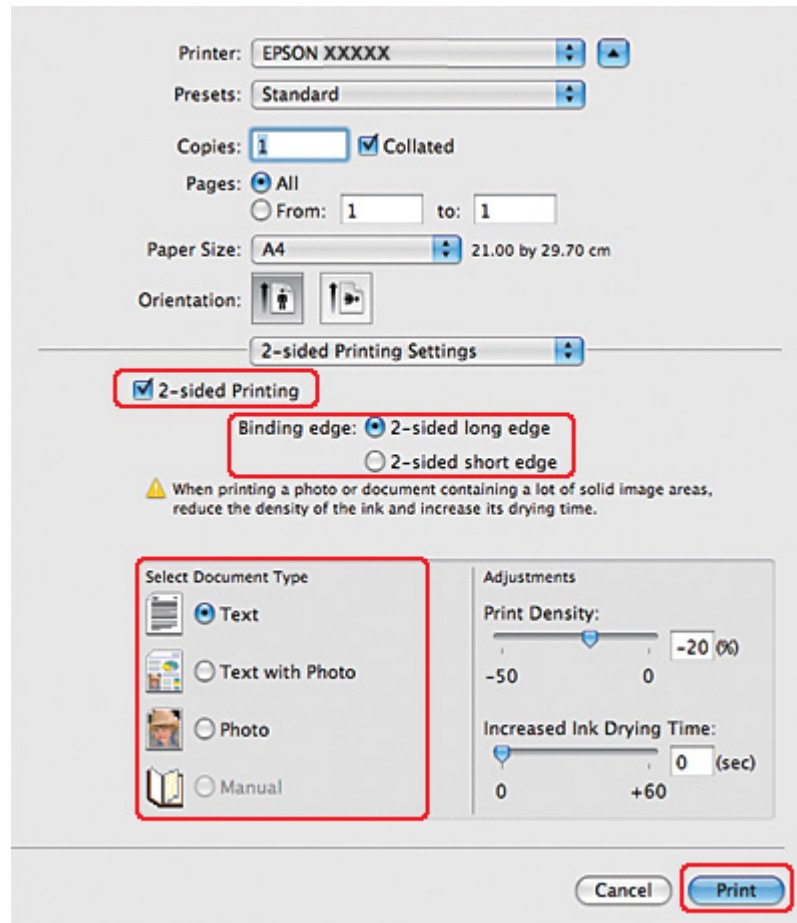 Printer: EPSON XXXXX
Presets: Standard
Copies: 1 Collated
Pages: All
From: 1 to: 1
Paper Size: A4 21.00 by 29.70 cm
Orientation:
2-sided Printing Settings
2-sided Printing
Binding edge: 2-sided long edge
2-sided short edge
When printing a photo or document containing a lot of solid image areas,
reduce the density of the ink and increase its drying time.
Select Document Type
Text
Text with Photo
Photo
Manual
Adjustments
Print Density:
-20 (%)
-50 0
Increased Ink Drying Time:
0 (sec)
0 +60
Cancel Print